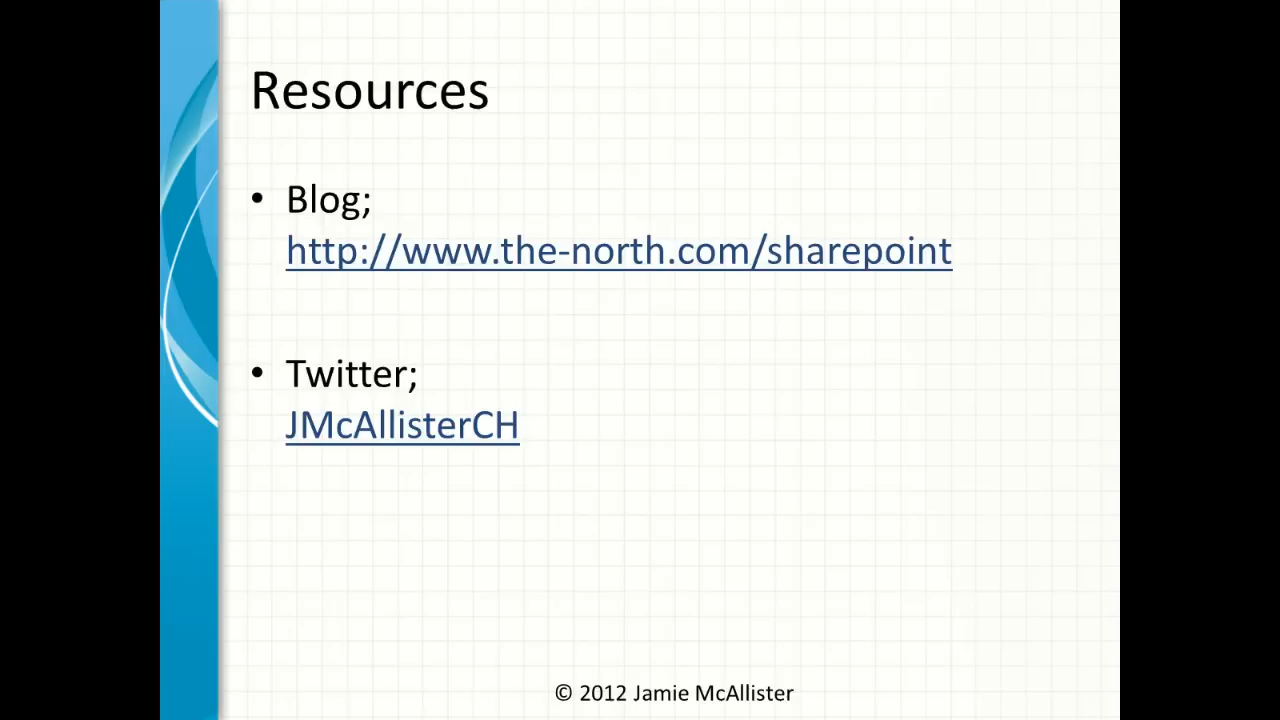 Resources
• Blog;
http://www.the-north.com/sharepoint
• Twitter;
JMcAllisterCH
© 2012 Jamie McAllister